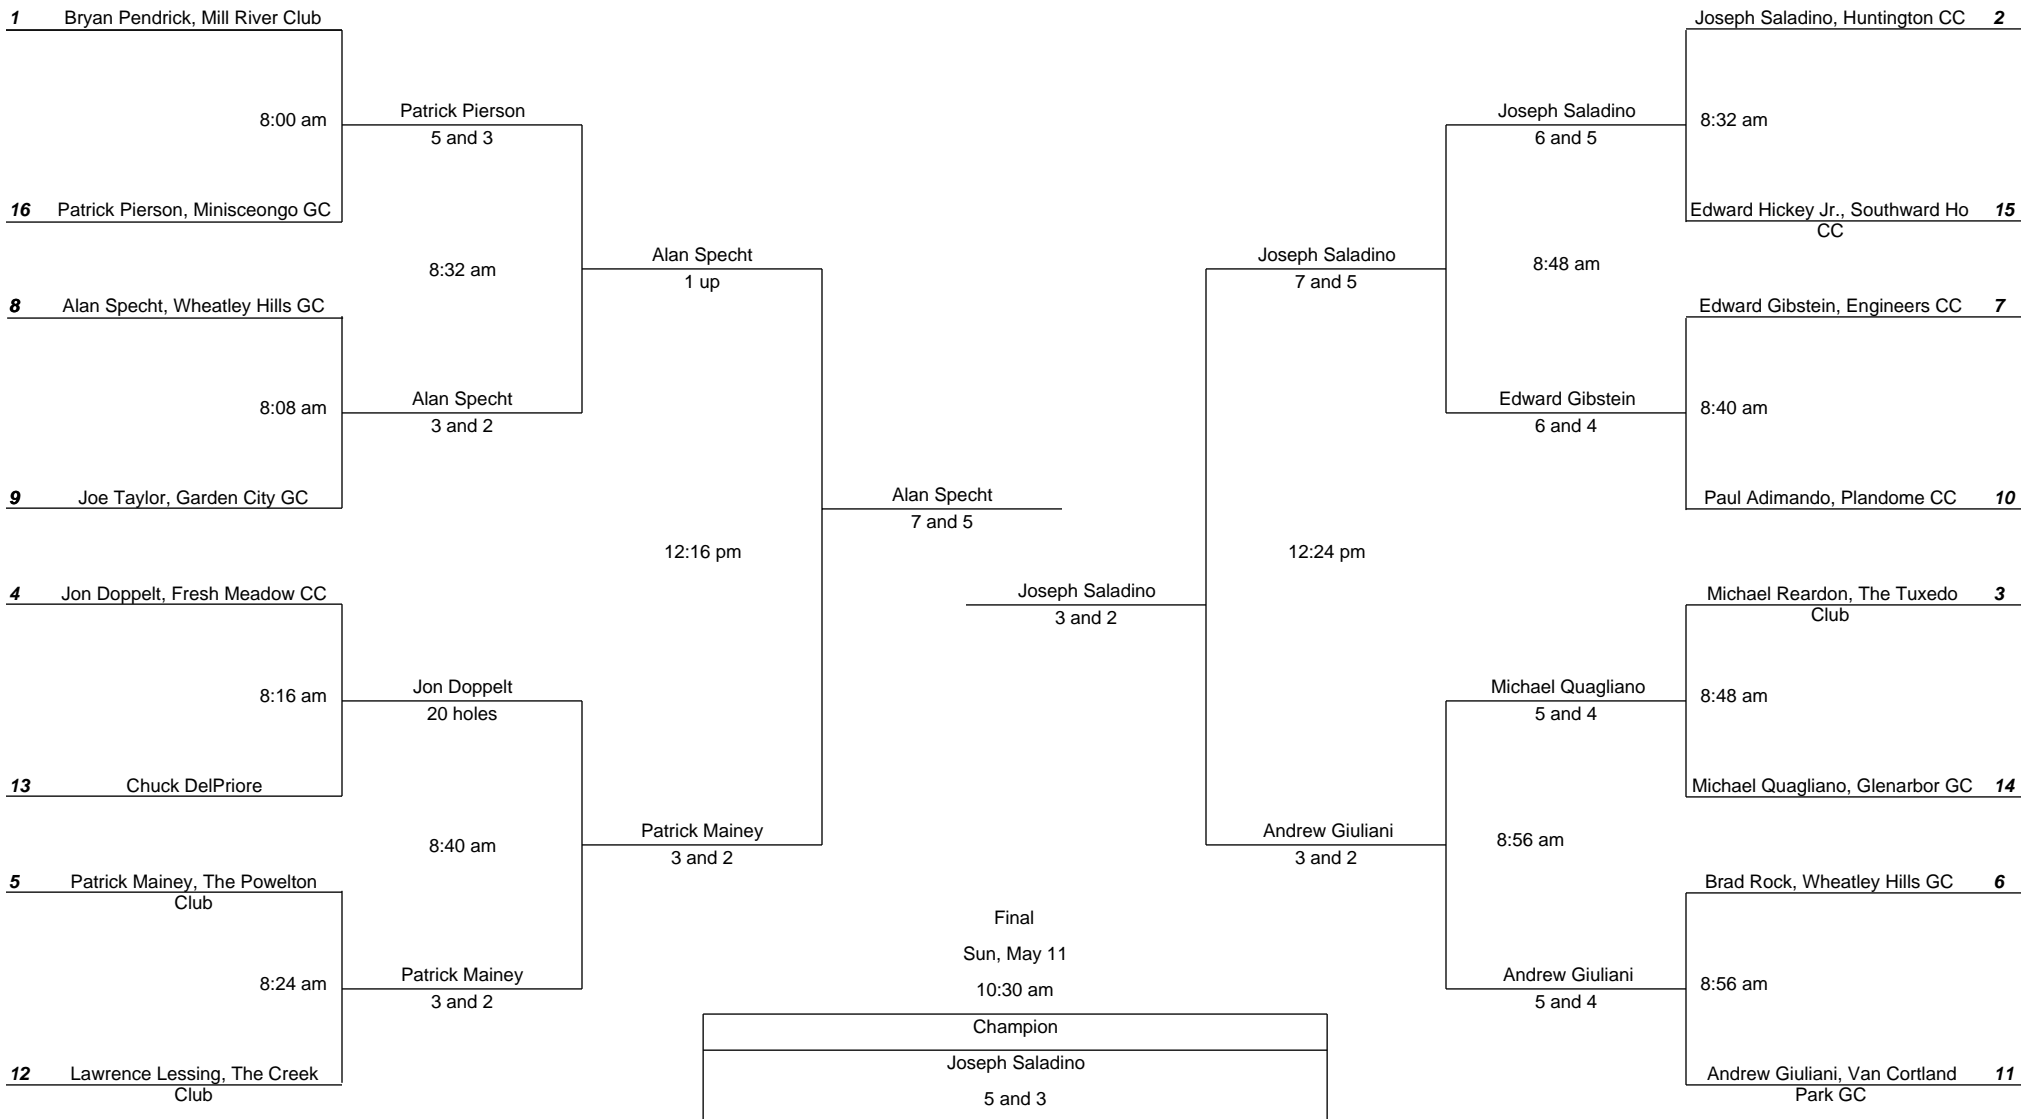 1 Bryan Pendrick, Mill River Club
8:00 am
16 Patrick Pierson, Minisceongo GC
8 Alan Specht, Wheatley Hills GC
8:08 am
9 Joe Taylor, Garden City GC
4 Jon Doppelt, Fresh Meadow CC
8:16 am
13 Chuck DelPriore
5 Patrick Mainey, The Powelton
Club
8:24 am
12 Lawrence Lessing, The Creek
Club
Patrick Pierson
5 and 3
8:32 am
Alan Specht
3 and 2
Jon Doppelt
20 holes
8:40 am
Patrick Mainey
3 and 2
Alan Specht
1 up
12:16 pm
Patrick Mainey
3 and 2
Alan Specht
7 and 5
Joseph Saladino
3 and 2
Final
Sun, May 11
10:30 am
Champion
Joseph Saladino
5 and 3
Joseph Saladino
7 and 5
12:24 pm
Andrew Giuliani
3 and 2
Joseph Saladino
6 and 5
8:48 am
Edward Gibstein
6 and 4
Michael Quagliano
5 and 4
8:56 am
Andrew Giuliani
5 and 4
Joseph Saladino, Huntington CC 2
8:32 am
Edward Hickey Jr., Southward Ho 15
CC
Edward Gibstein, Engineers CC 7
8:40 am
Paul Adimando, Plandome CC 10
Michael Reardon, The Tuxedo 3
Club
8:48 am
Michael Quagliano, Glenarbor GC 14
Brad Rock, Wheatley Hills GC 6
8:56 am
Andrew Giuliani, Van Cortland 11
Park GC